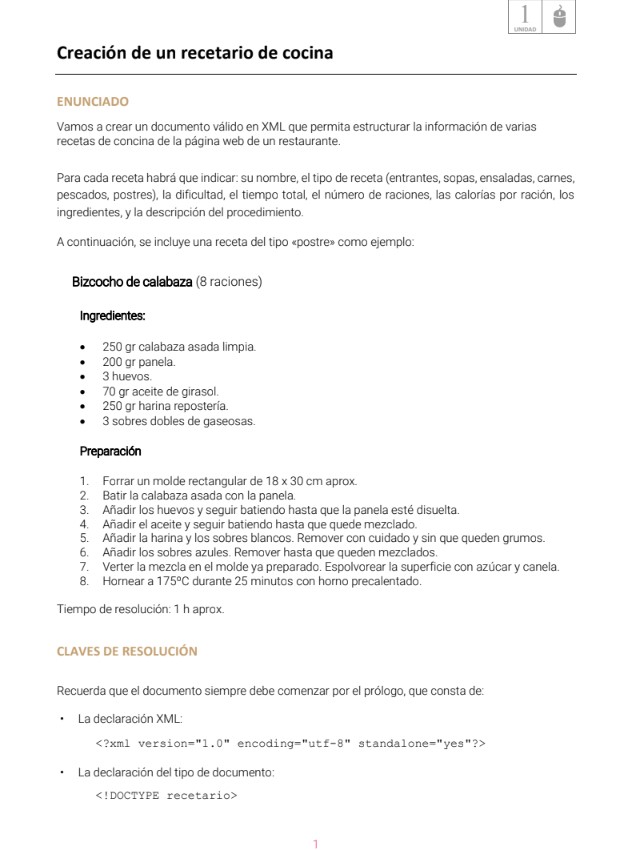 1
UNIDAD
Creación de un recetario de cocina
ENUNCIADO
Vamos a crear un documento válido en XML que permita estructurar la información de varias
recetas de concina de la página web de un restaurante.
Para cada receta habrá que indicar: su nombre, el tipo de receta (entrantes, sopas, ensaladas, carnes,
pescados, postres), la dificultad, el tiempo total, el número de raciones, las calorías por ración, los
ingredientes, y la descripción del procedimiento.
A continuación, se incluye una receta del tipo «postre» como ejemplo:
Bizcocho de calabaza (8 raciones)
Ingredientes:
• 250 gr calabaza asada limpia.
• 200 gr panela.
• 3 huevos.
• 70 gr aceite de girasol.
• 250 gr harina repostería.
• 3 sobres dobles de gaseosas.
Preparación
1. Forrar un molde rectangular de 18 x 30 cm aprox.
2. Batir la calabaza asada con la panela.
3. Añadir los huevos y seguir batiendo hasta que la panela esté disuelta.
4. Añadir el aceite y seguir batiendo hasta que quede mezclado.
5. Añadir la harina y los sobres blancos. Remover con cuidado y sin que queden grumos.
6. Añadir los sobres azules. Remover hasta que queden mezclados.
7. Verter la mezcla en el molde ya preparado. Espolvorear la superficie con azúcar y canela.
8. Hornear a 175ºC durante 25 minutos con horno precalentado.
Tiempo de resolución: 1 h aprox.
CLAVES DE RESOLUCIÓN
Recuerda que el documento siempre debe comenzar por el prólogo, que consta de:
• La declaración XML:
<?xml version="1.0" encoding="utf-8" standalone="yes"?>
• La declaración del tipo de documento:
<!DOCTYPE recetario>
1